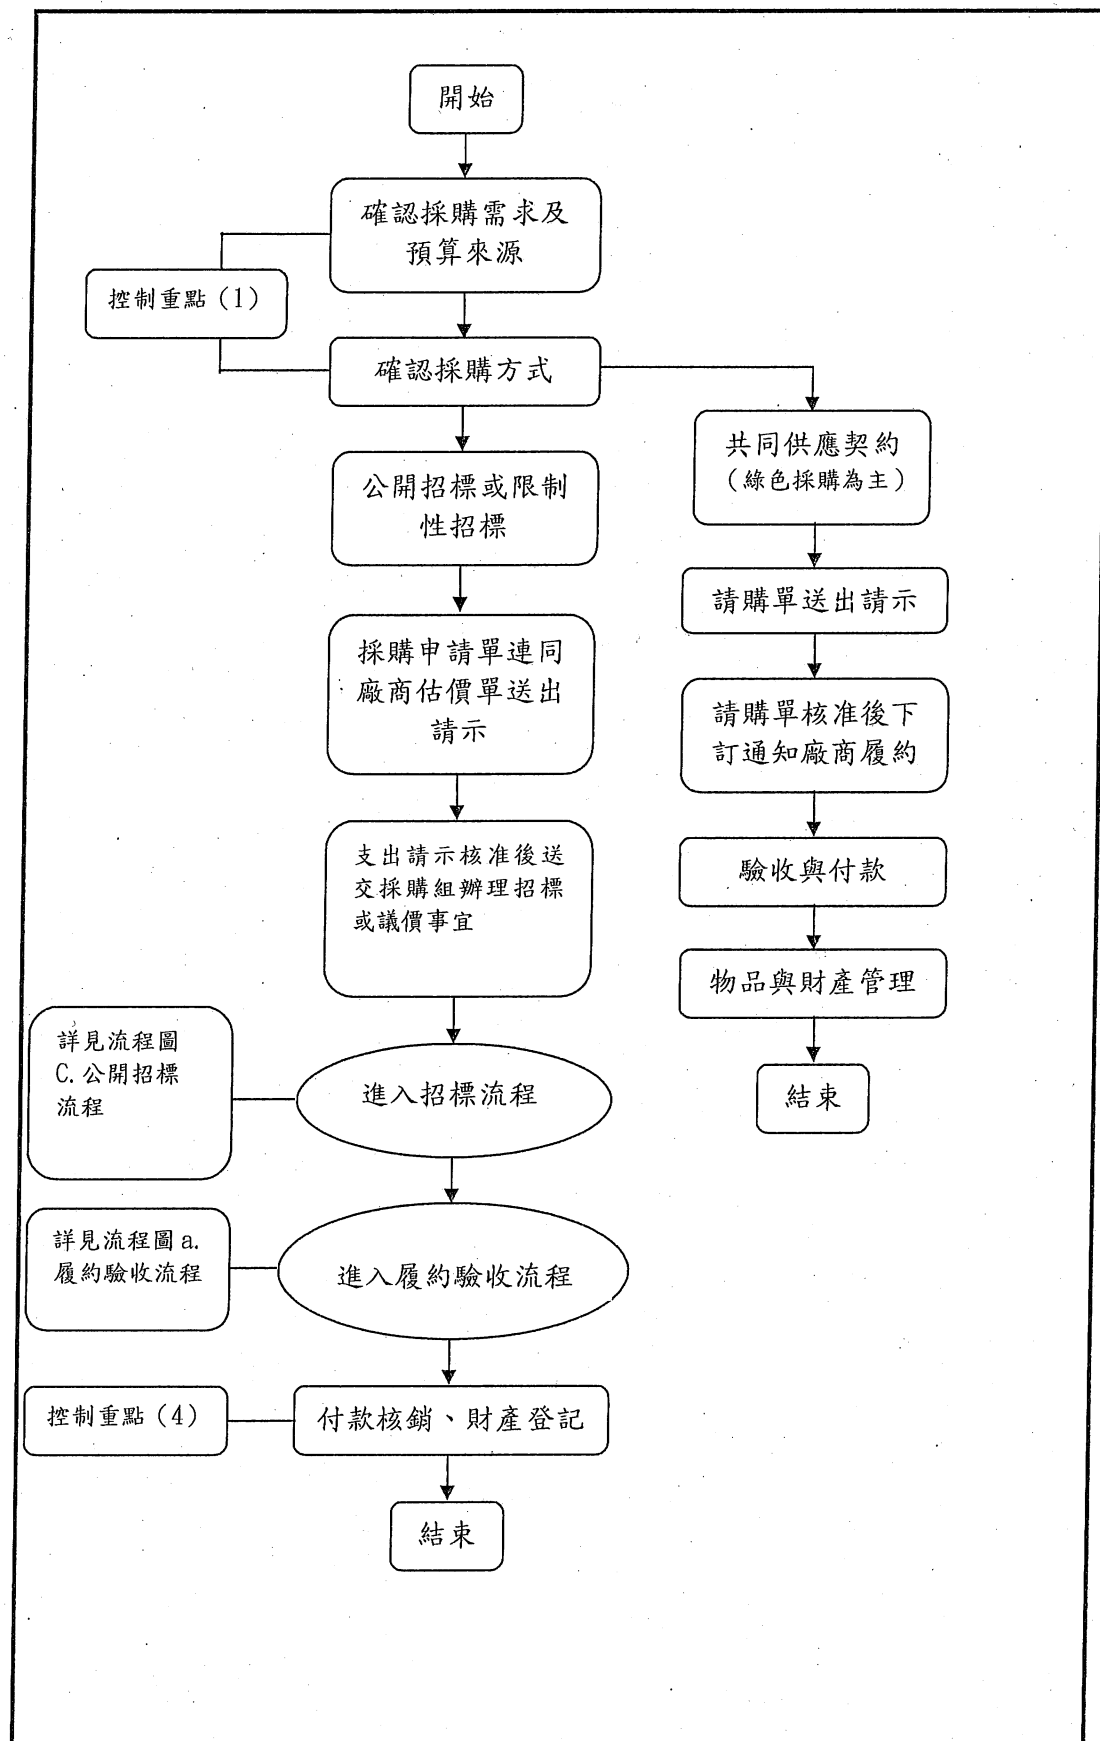 開始
確認採購需求及
預算來源
控制重點(1)
確認採購方式
公開招標或限制
性招標
採購申請單連同
廠商估價單送出
請示
支出請示核准後送
交採購組辦理招標
或議價事宜
詳見流程圖
C.公開招標
流程
進入招標流程
詳見流程圖a.
履約驗收流程
進入履約驗收流程
控制重點(4)
付款核銷、財產登記
結束
共同供應契約
(綠色採購為主)
請購單送出請示
請購單核准後下
訂通知廠商履約
驗收與付款
物品與財產管理
結束